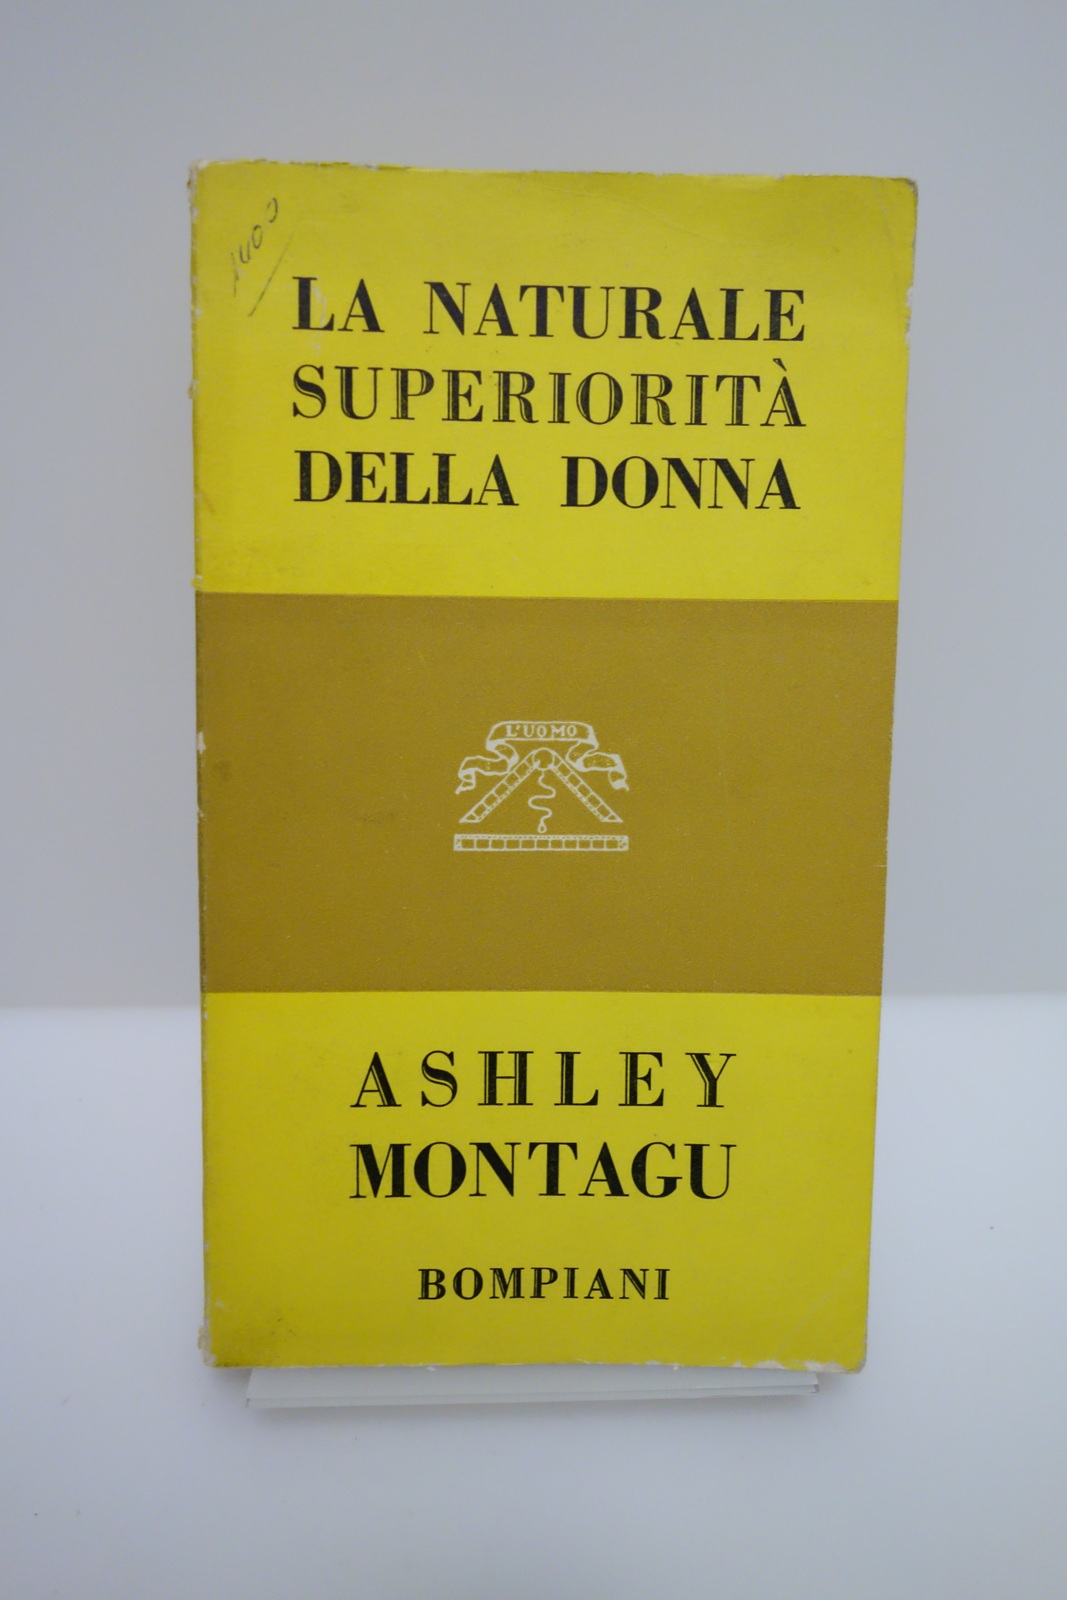 1400
LA NATURALE
SUPERIORITÀ
DELLA DONNA
L'UOMO
ASHLEY
MONTAGU
BOMPIANI